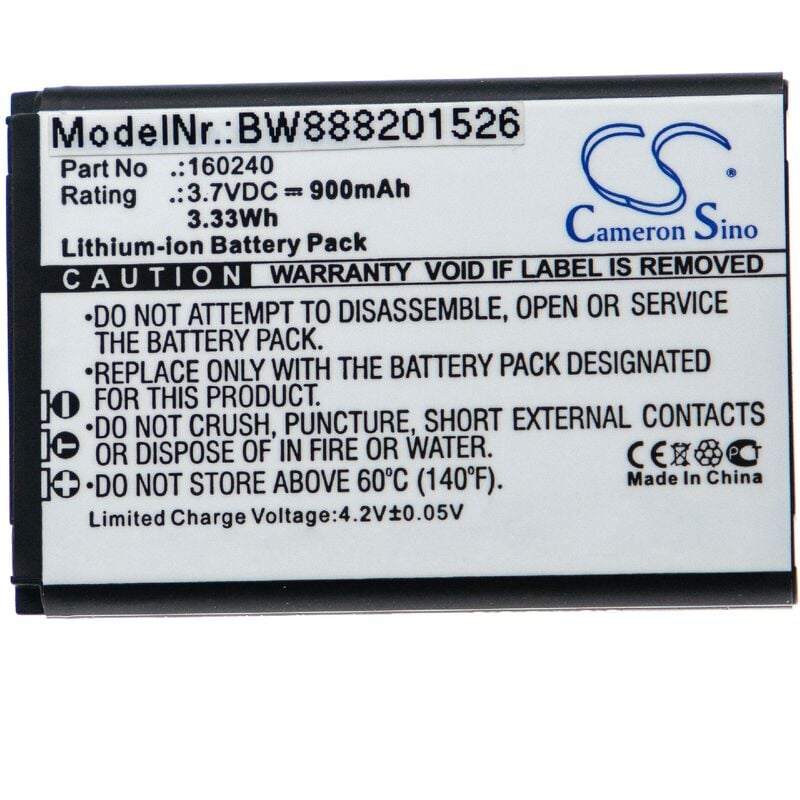 ModelNr.:BW888201526
Part No .:160240
Rating .:3.7VDC = 900mAh
3.33Wh
Lithium-ion Battery Pack
CS
Cameron Sino
CAUTION WARRANTY VOID IF LABEL IS REMOVED
•DO NOT ATTEMPT TO DISASSEMBLE, OPEN OR SERVICE
THE BATTERY PACK.
•REPLACE ONLY WITH THE BATTERY PACK DESIGNATED
FOR THIS PRODUCT.
•DO NOT CRUSH, PUNCTURE, SHORT EXTERNAL CONTACTS
OR DISPOSE OF IN FIRE OR WATER.
•DO NOT STORE ABOVE 60°C (140°F).
Limited Charge Voltage:4.2V±0.05V
- T +
CE PCT
Made In China